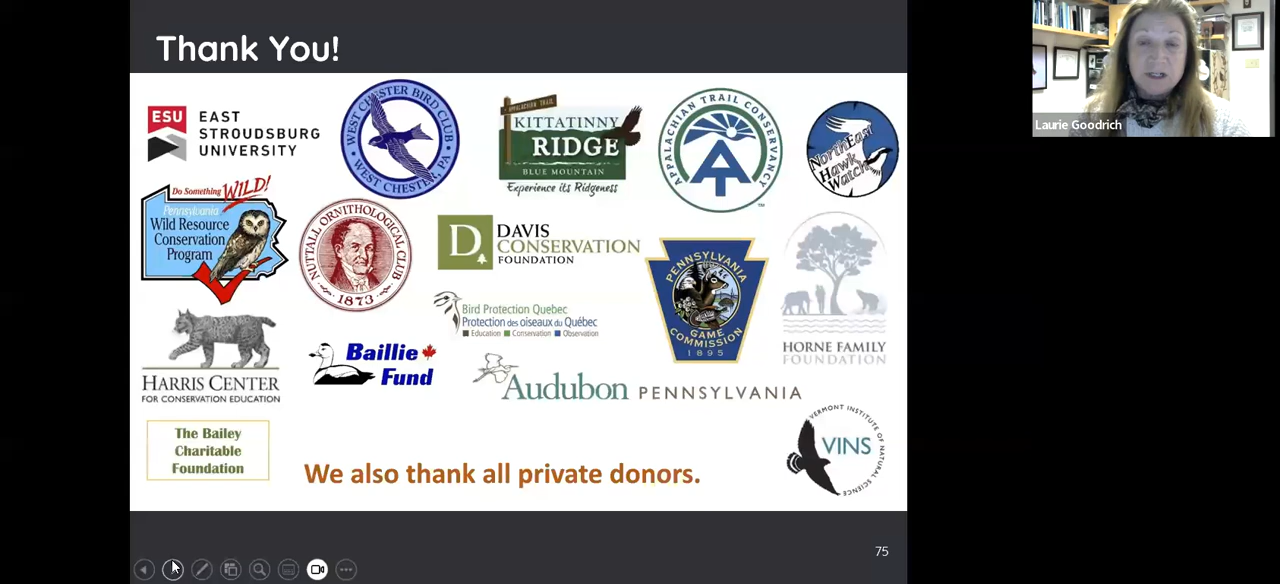 Thank You!
ESU
EAST
STROUDSBURG
UNIVERSITY
WEST CHESTER BIRD CLUB
WEST CHESTER, PA
APPALACHIAN TRAIL
KITTATINNY
RIDGE
BLUE MOUNTAIN
Experience its Ridgeness
APPALACHIAN TRAIL CONSERVANCY
TM
NorthEast
Hawk
Watch
Do Something WILD!
Pennsylvania
Wild Resource
Conservation
Program
NUTTALL ORNITHOLOGICAL CLUB
1873
D
DAVIS
CONSERVATION
FOUNDATION
Bird Protection Quebec
Protection des oiseaux du Québec
Education Conservation Observation
PENNSYLVANIA
GAME
COMMISSION
1895
HORNE FAMILY
FOUNDATION
HARRIS CENTER
FOR CONSERVATION EDUCATION
Baillie
Fund
Audubon PENNSYLVANIA
The Bailey
Charitable
Foundation
We also thank all private donors.
VERMONT INSTITUTE OF NATURAL SCIENCE
VINS
75
Laurie Goodrich